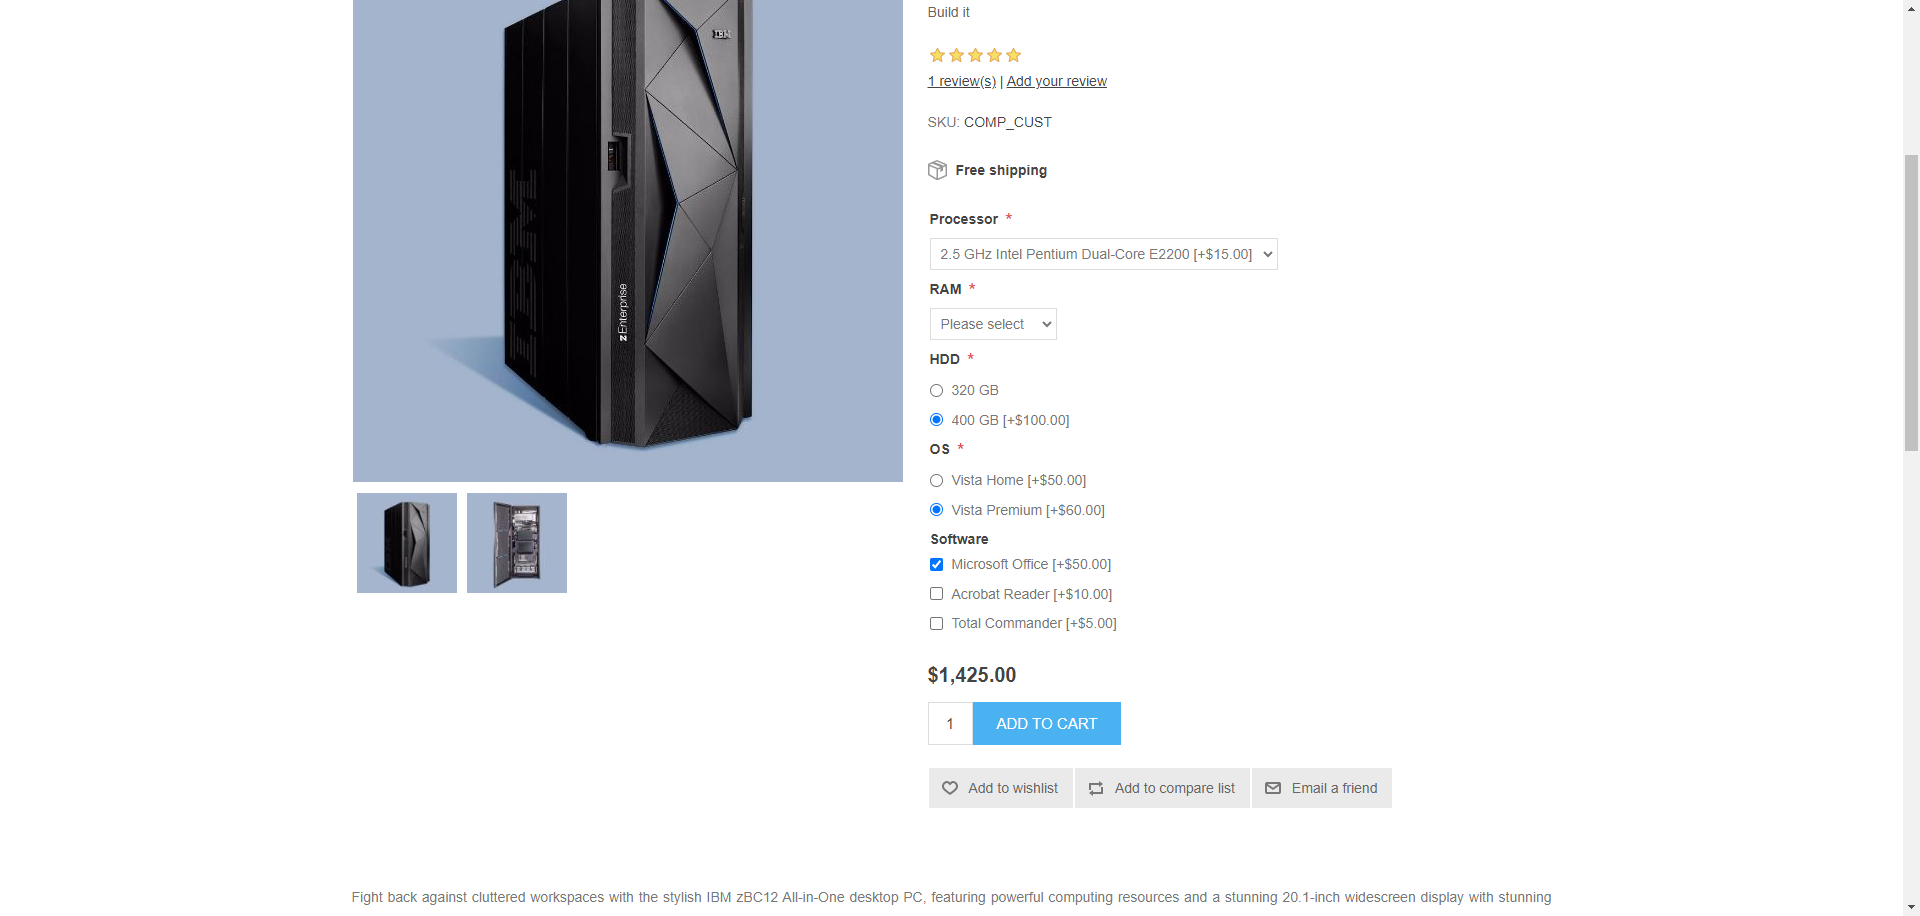 IBM
IBM
zEnterprise
Build it
1 review(s) | Add your review
SKU: COMP_CUST
Free shipping
Processor *
2.5 GHz Intel Pentium Dual-Core E2200 [+$15.00]
RAM *
Please select
HDD *
320 GB
400 GB [+$100.00]
OS *
Vista Home [+$50.00]
Vista Premium [+$60.00]
Software
Microsoft Office [+$50.00]
Acrobat Reader [+$10.00]
Total Commander [+$5.00]
$1,425.00
1 ADD TO CART
Add to wishlist Add to compare list Email a friend
Fight back against cluttered workspaces with the stylish IBM zBC12 All-in-One desktop PC, featuring powerful computing resources and a stunning 20.1-inch widescreen display with stunning